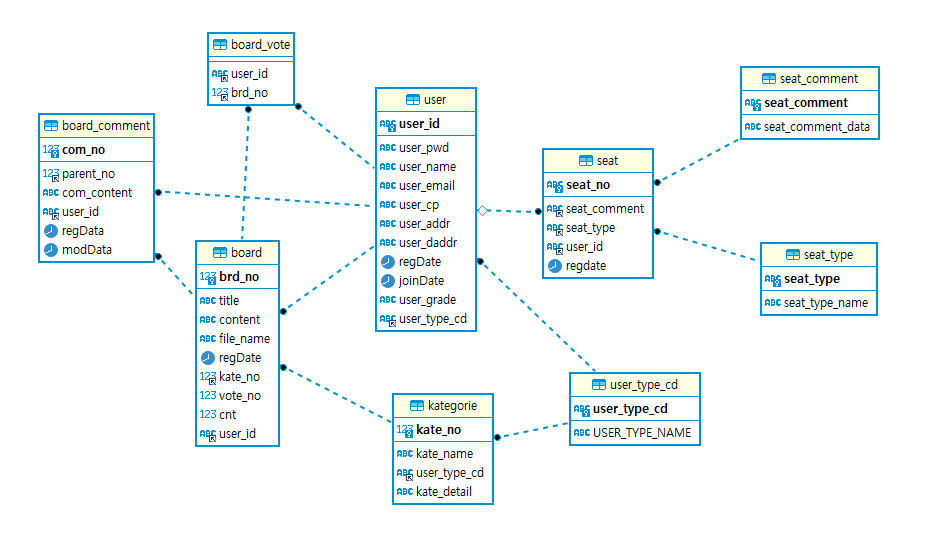 board_vote
user_id
brd_no
board_comment
com_no
parent_no
com_content
user_id
regData
modData
user
user_id
user_pwd
user_name
user_email
user_cp
user_addr
user_daddr
regDate
joinDate
user_grade
user_type_cd
seat_comment
seat_comment
seat_comment_data
seat
seat_no
seat_comment
seat_type
user_id
regdate
board
brd_no
title
content
file_name
regDate
kate_no
vote_no
cnt
user_id
seat_type
seat_type
seat_type_name
kategorie
kate_no
kate_name
user_type_cd
kate_detail
user_type_cd
user_type_cd
USER_TYPE_NAME